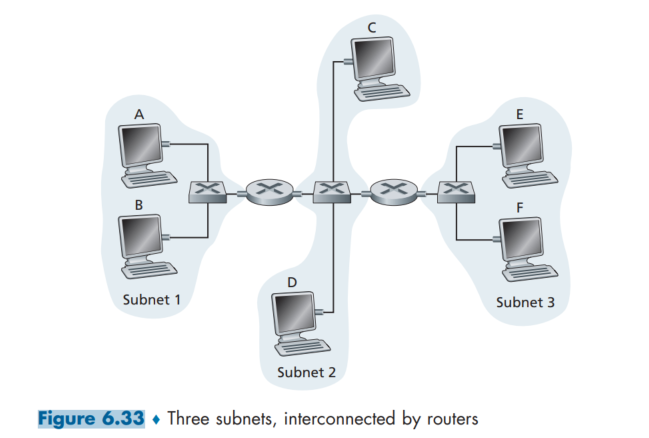 C
A
E
B
F
D
Subnet 1
Subnet 3
Subnet 2
Figure 6.33 ♦ Three subnets, interconnected by routers